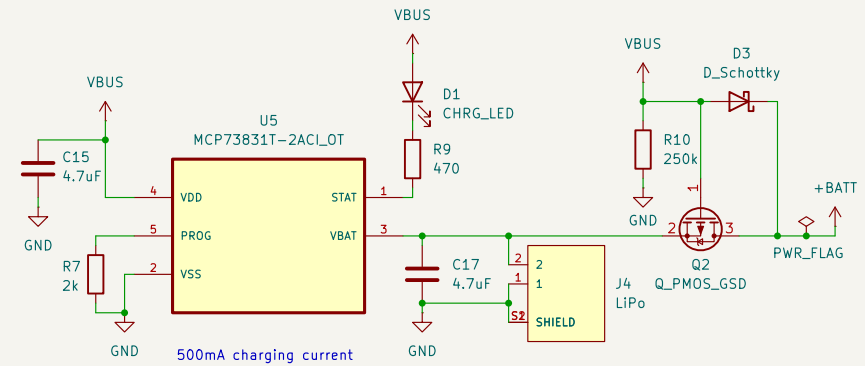 VBUS
VBUS
VBUS
D3
D_Schottky
D1
CHRG_LED
U5
MCP73831T-2ACI_OT
C15
4.7uF
R9
470
R10
250k
1
+BATT
4
VDD
STAT
1
GND
5
PROG
VBAT
3
2
3
GND
PWR_FLAG
R7
2k
2
VSS
C17
4.7uF
2
2
1
1
J4
LiPo
Q2
Q_PMOS_GSD
SHIELD
GND
GND
500mA charging current